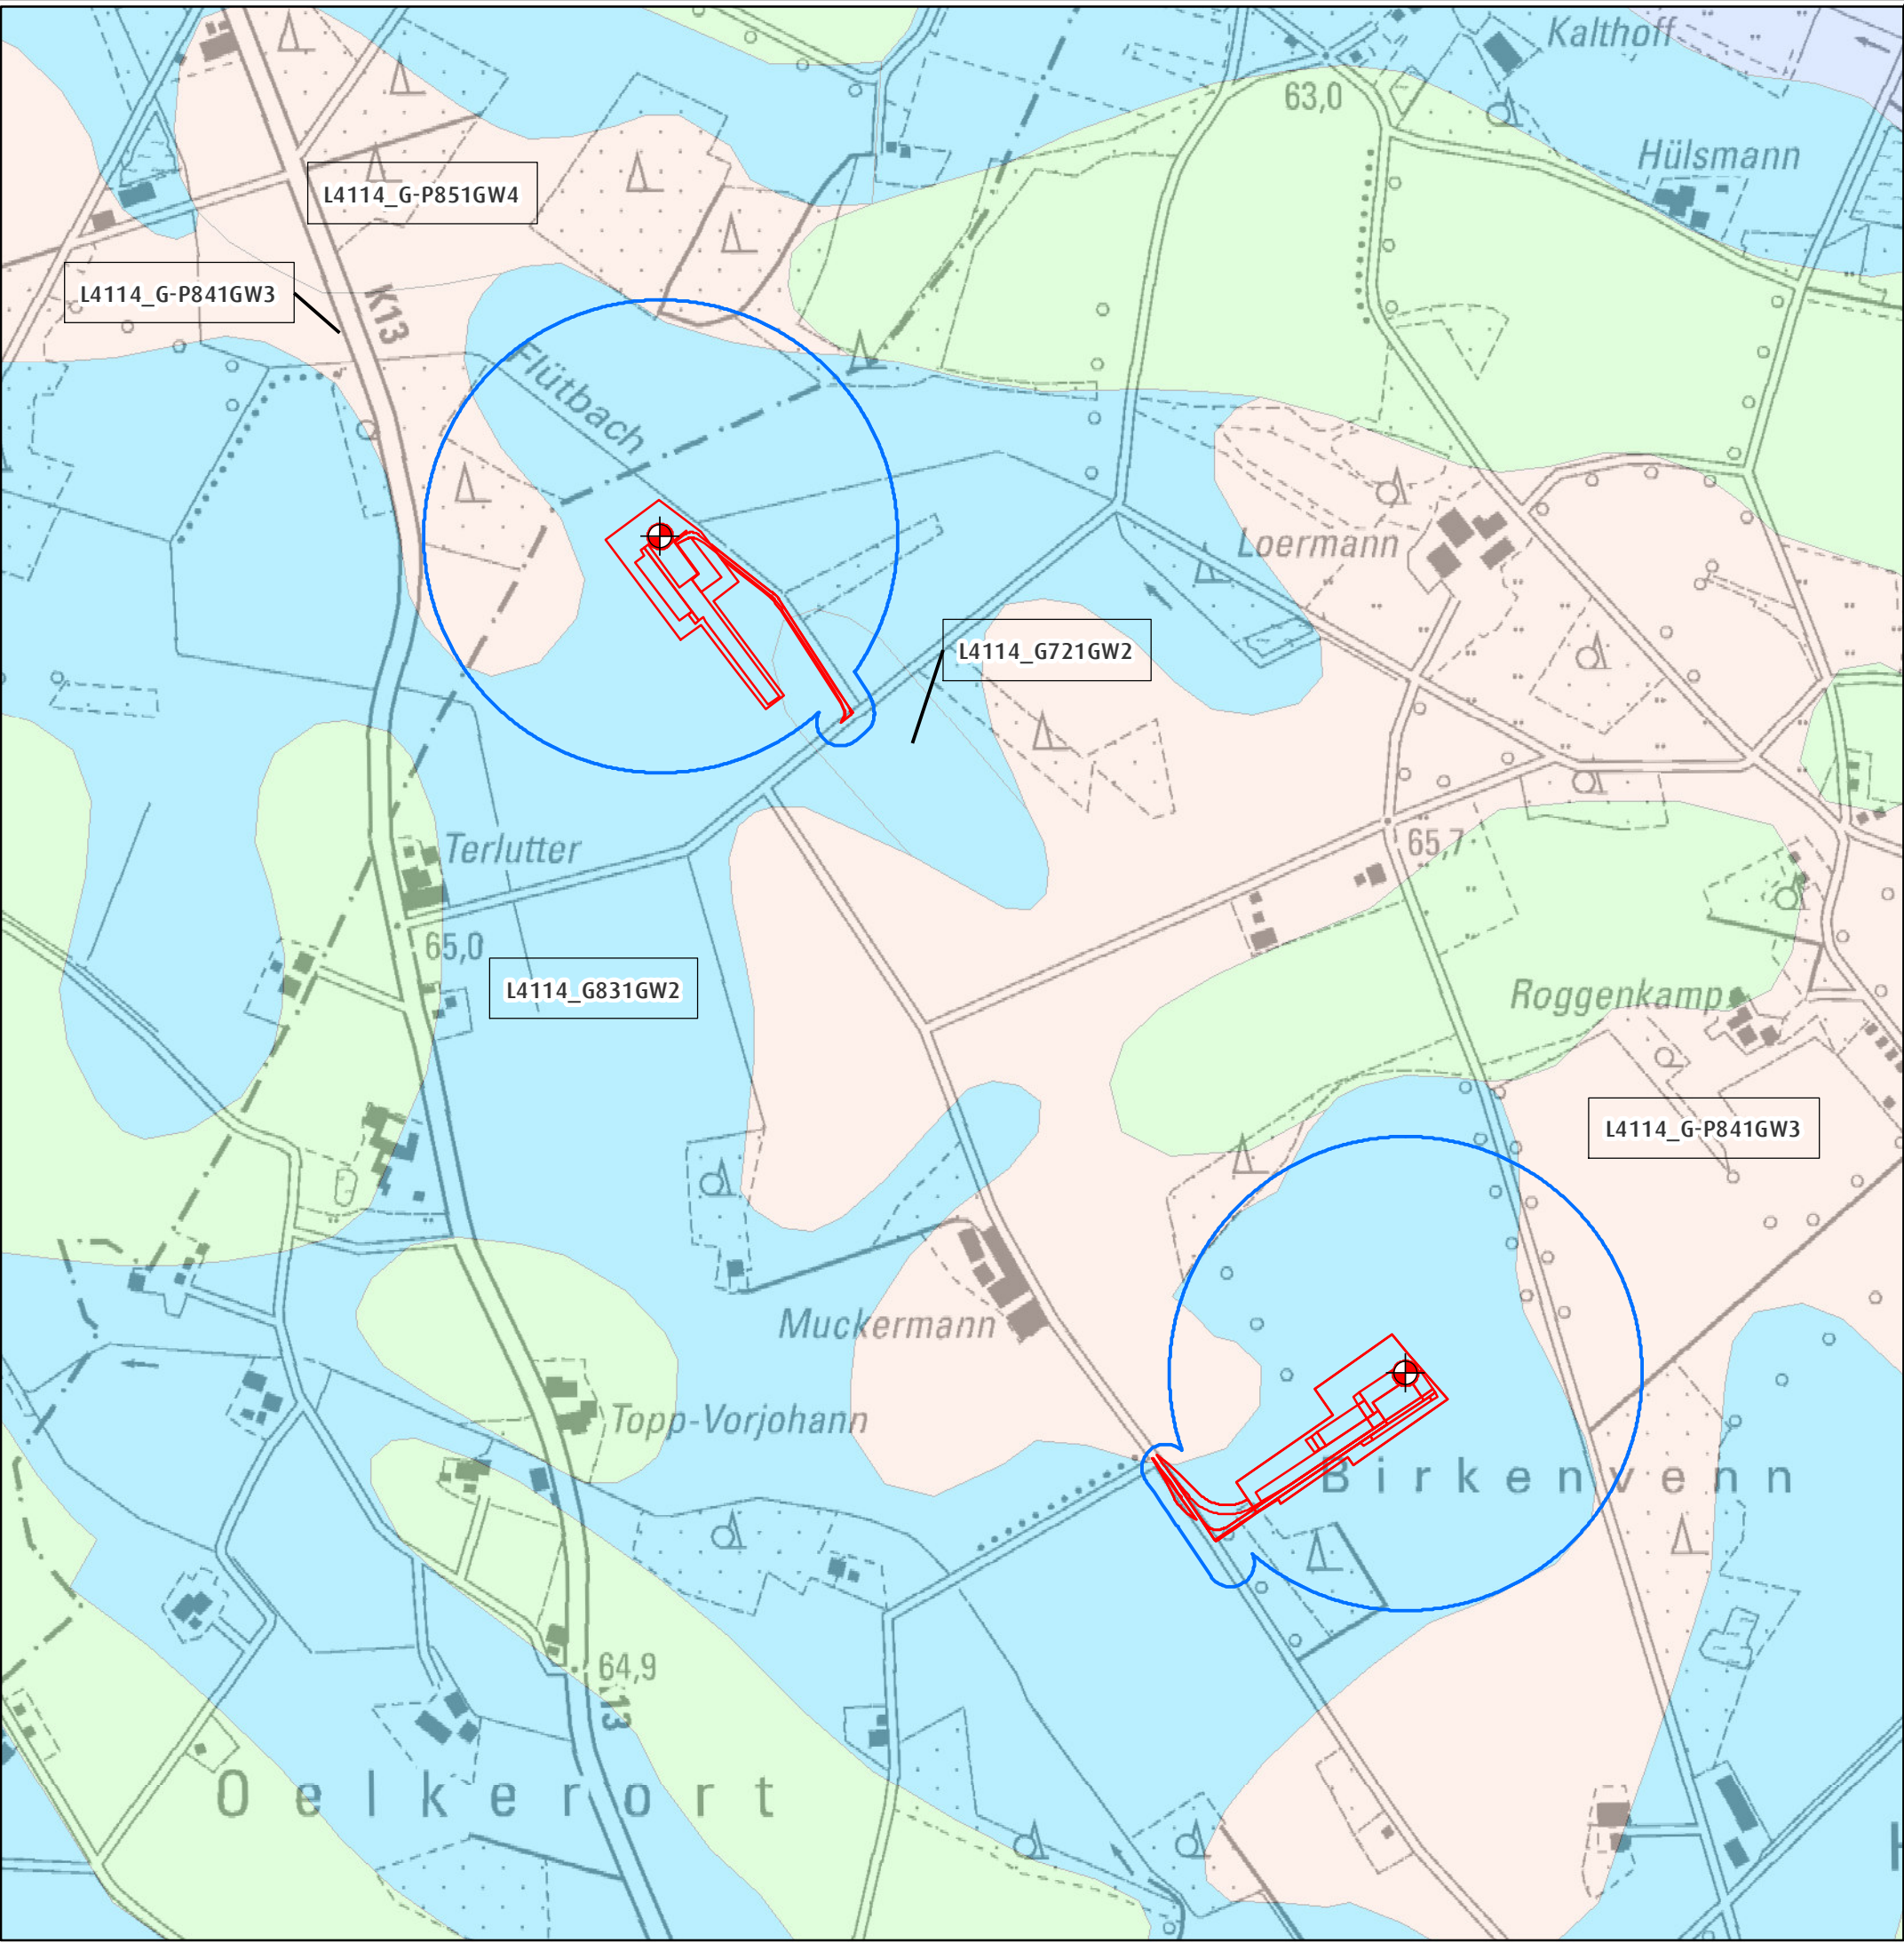 Kalthoff
63,0
Hülsmann
L4114_G-P851GW4
L4114_G-P841GW3
K13
Flütbach
Loermann
L4114_G721GW2
Terlutter
65,7
65,0
L4114_G831GW2
Roggenkamp
L4114_G-P841GW3
Muckermann
Topp-Vorjohann
Birkenvenn
64,9
13
Oelkerort
H